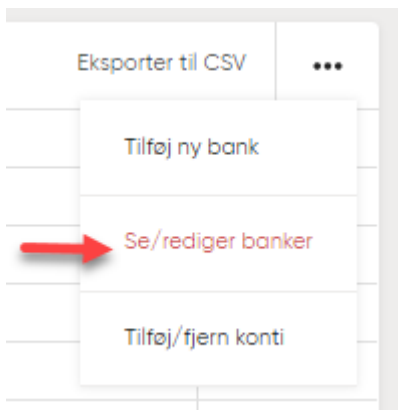 Eksporter til CSV
Tilføj ny bank
Se/rediger banker
Tilføj/fjern konti